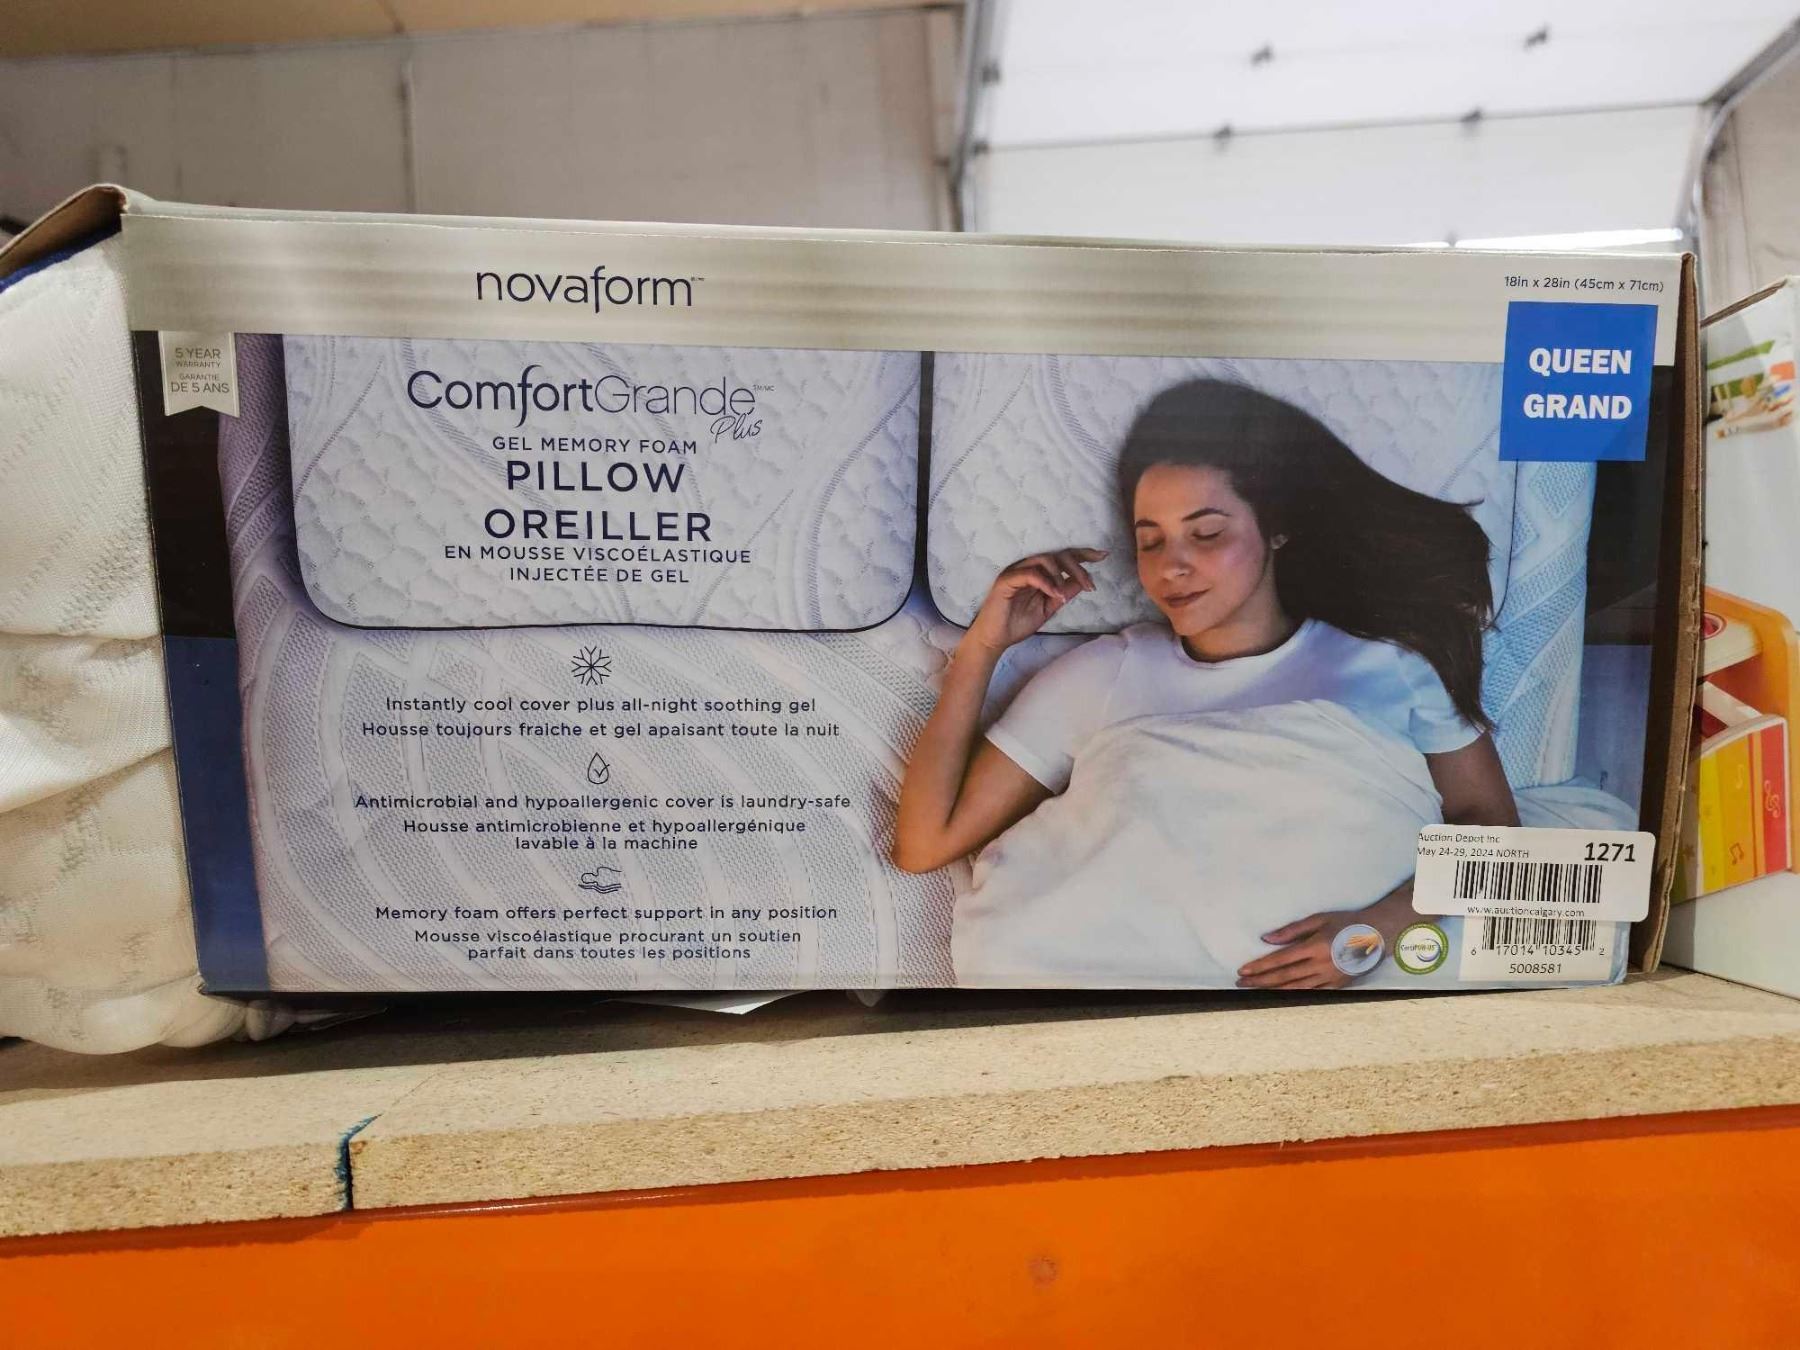 novaform
18in x 28in (45cm x 71cm)
QUEEN
GRAND
5 YEAR
WARRANTY
GARANTIE
DE 5 ANS
ComfortGrande
Plus
GEL MEMORY FOAM
PILLOW
OREILLER
EN MOUSSE VISCOÉLASTIQUE
INJECTÉE DE GEL
Instantly cool cover plus all-night soothing gel
Housse toujours fraiche et gel apaisant toute la nuit
Antimicrobial and hypoallergenic cover is laundry-safe
Housse antimicrobienne et hypoallergénique
lavable à la machine
Memory foam offers perfect support in any position
Mousse viscoélastique procurant un soutien
parfait dans toutes les positions
Auction Depot Inc
May 24-29, 2024 NORTH
1271
www.auctioncalgary.com
CertiPUR-US
6 17014 10345 2
5008581